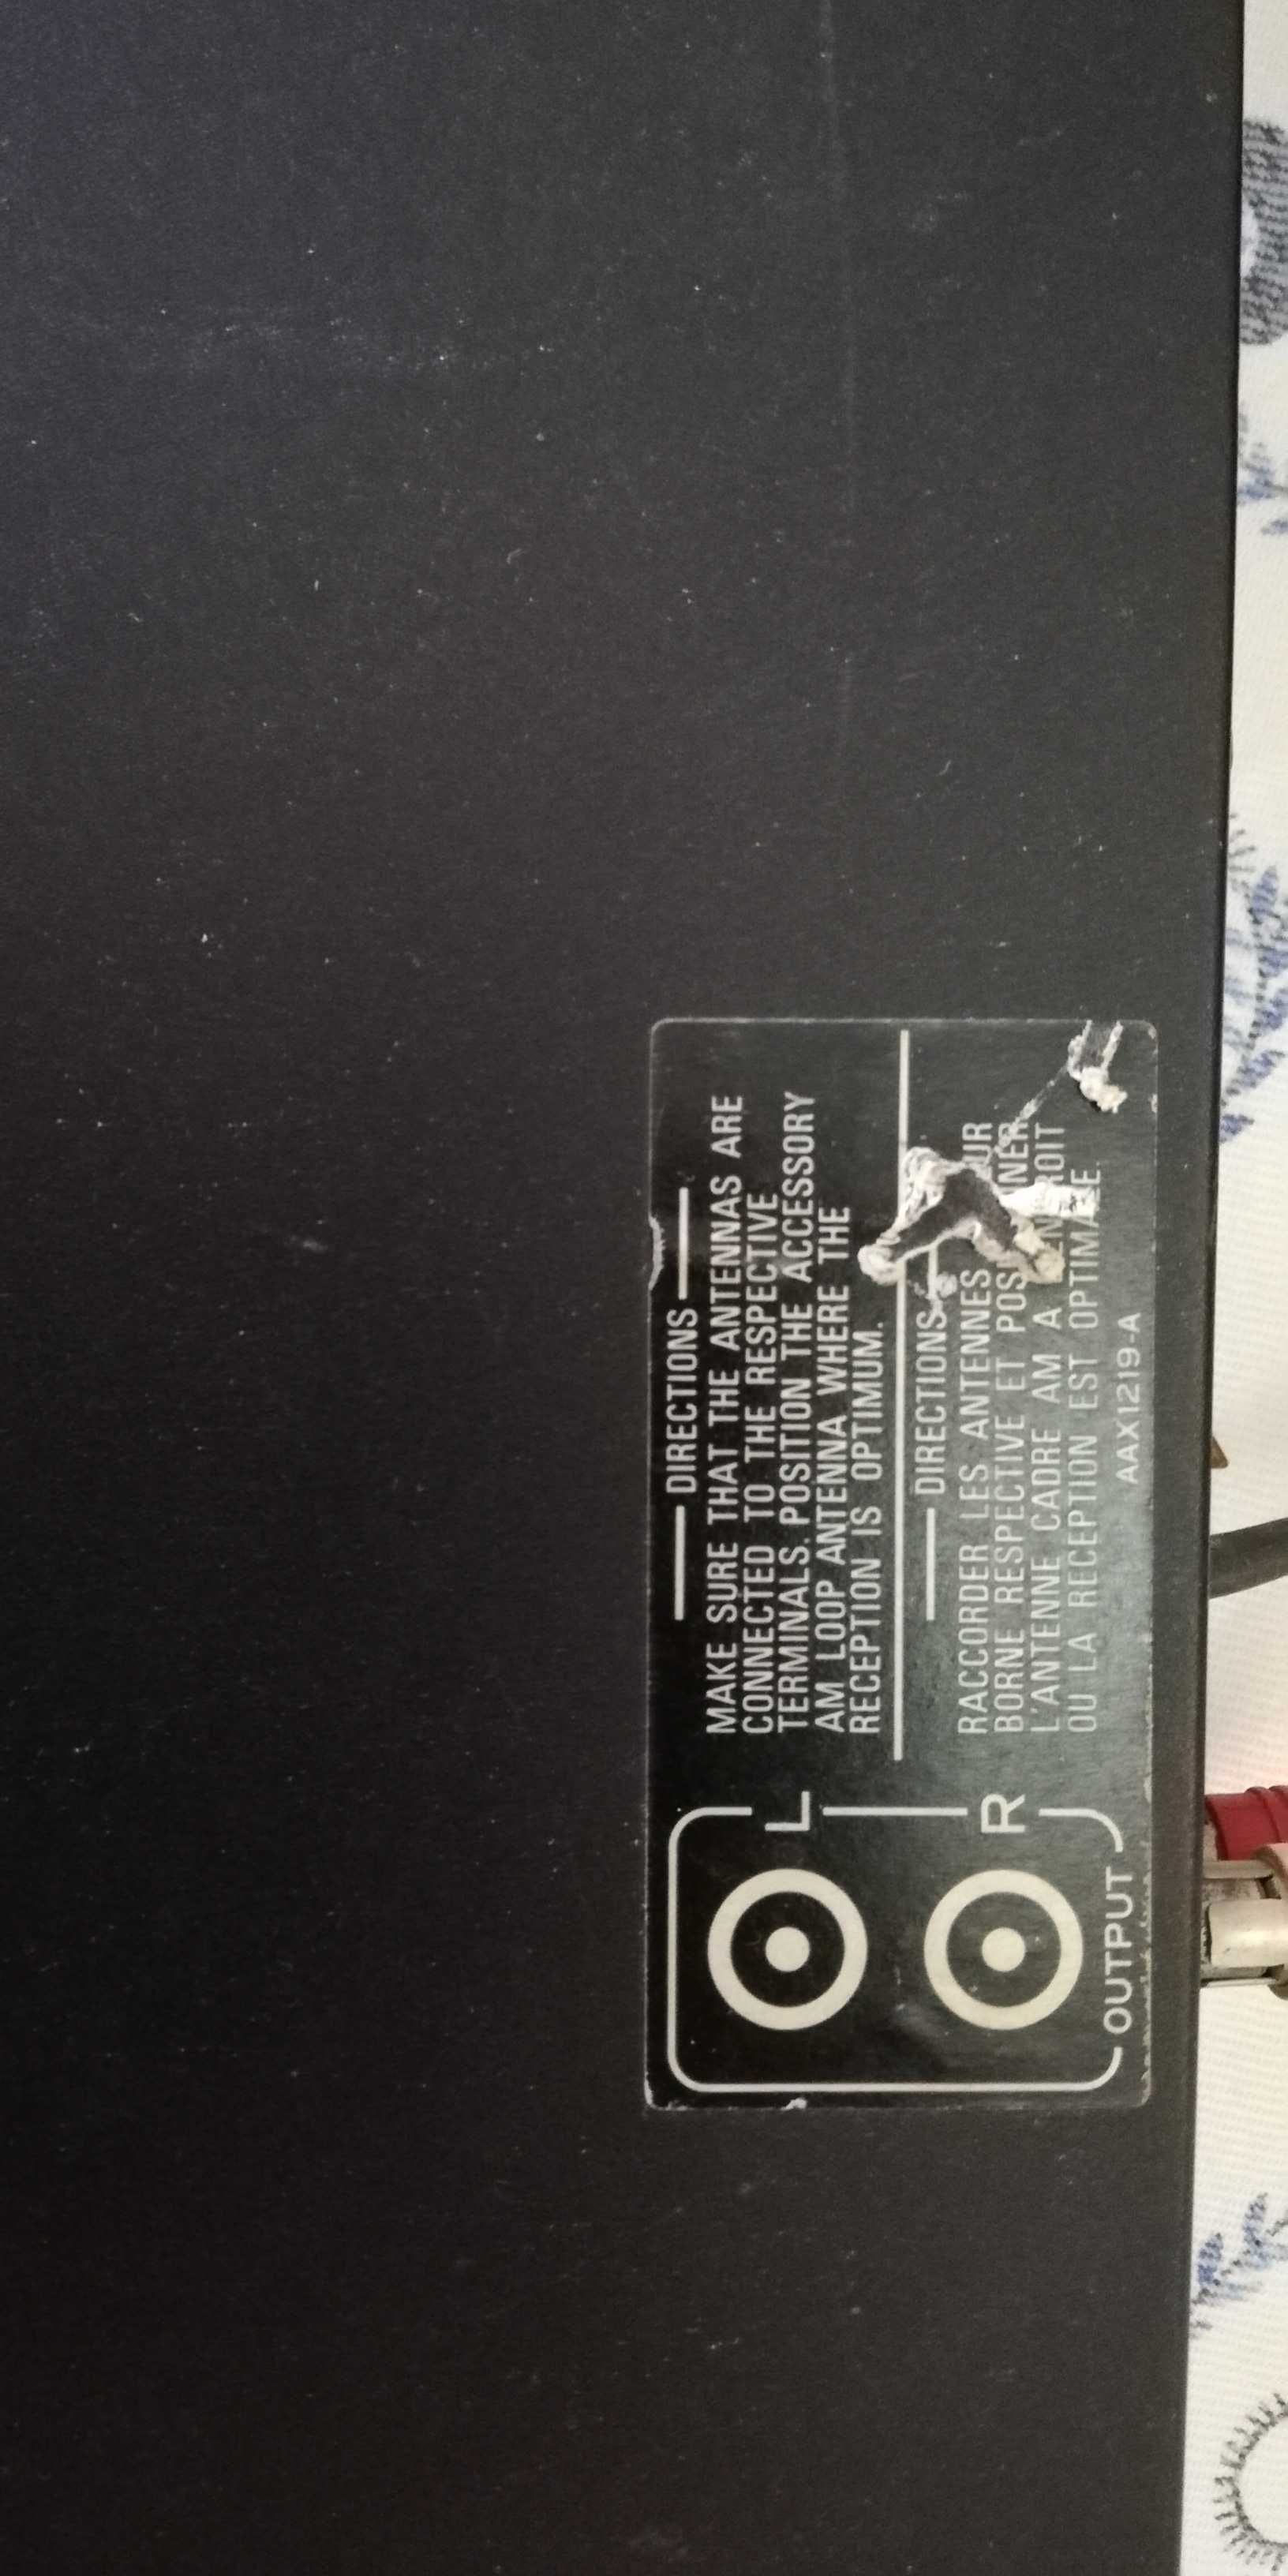 DIRECTIONS
MAKE SURE THAT THE ANTENNAS ARE
CONNECTED TO THE RESPECTIVE
TERMINALS. POSITION THE ACCESSORY
AM LOOP ANTENNA WHERE THE
RECEPTION IS OPTIMUM.
DIRECTIONS
RACCORDER LES ANTENNES
BORNE RESPECTIVE ET
L'ANTENNE CADRE AM A
OU LA RECEPTION EST OPTIMALE.
AAX1219-A
L
R
OUTPUT